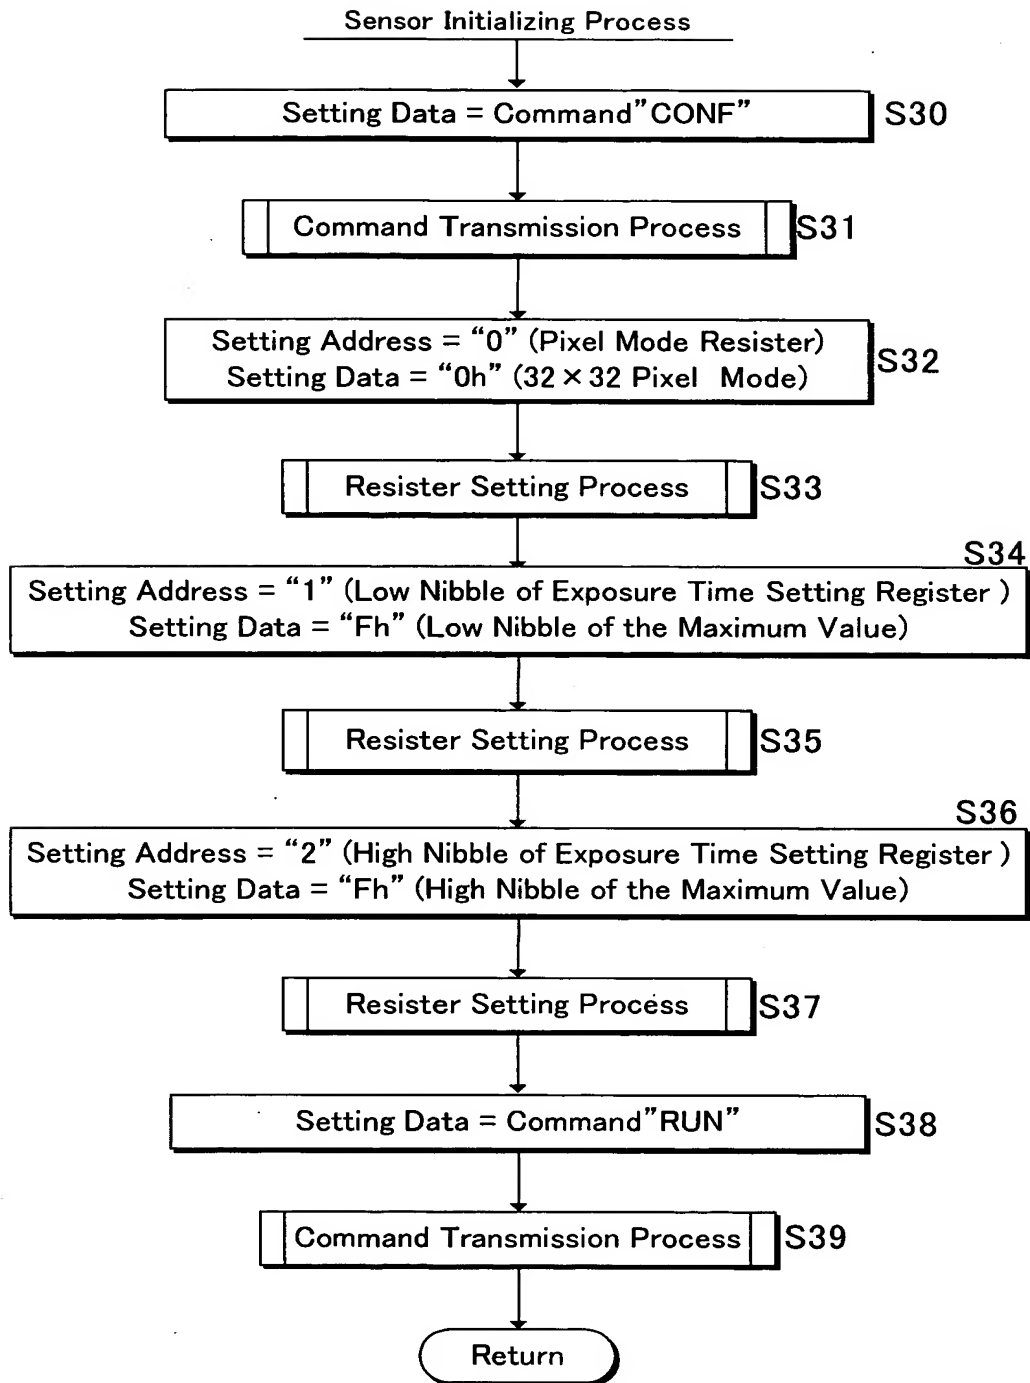 Sensor Initializing Process
Setting Data = Command"CONF"
S30
Command Transmission Process
S31
Setting Address = “0” (Pixel Mode Resister)
Setting Data = “0h” (32 × 32 Pixel Mode)
S32
Resister Setting Process
S33
S34
Setting Address = “1” (Low Nibble of Exposure Time Setting Register )
Setting Data = “Fh” (Low Nibble of the Maximum Value)
Resister Setting Process
S35
S36
Setting Address = “2” (High Nibble of Exposure Time Setting Register )
Setting Data = “Fh” (High Nibble of the Maximum Value)
Resister Setting Process
S37
Setting Data = Command"RUN"
S38
Command Transmission Process
S39
Return